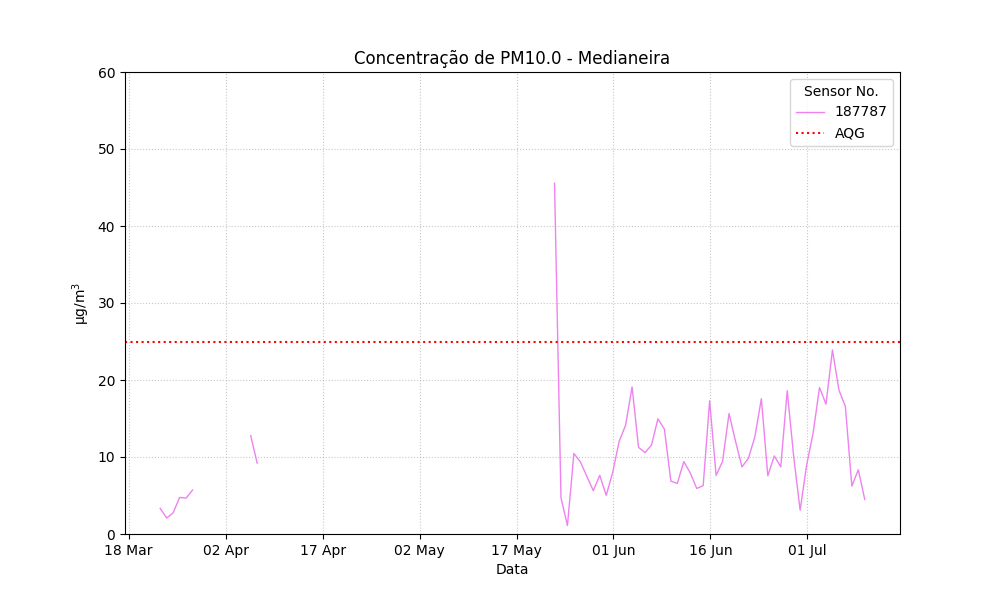 Concentração de PM10.0 - Medianeira
60
50
40
30
20
10
0
µg/m³
Sensor No.
187787
AQG
18 Mar
02 Apr
17 Apr
02 May
17 May
01 Jun
16 Jun
01 Jul
Data